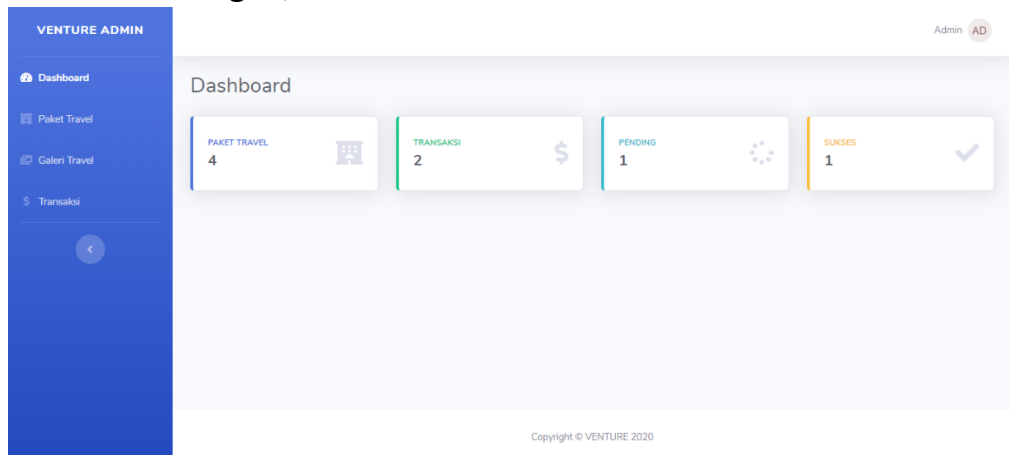 VENTURE ADMIN
Admin AD
Dashboard
Paket Travel
Galeri Travel
$ Transaksi
Dashboard
PAKET TRAVEL
4
TRANSAKSI
2
$
PENDING
1
SUKSES
1
Copyright © VENTURE 2020